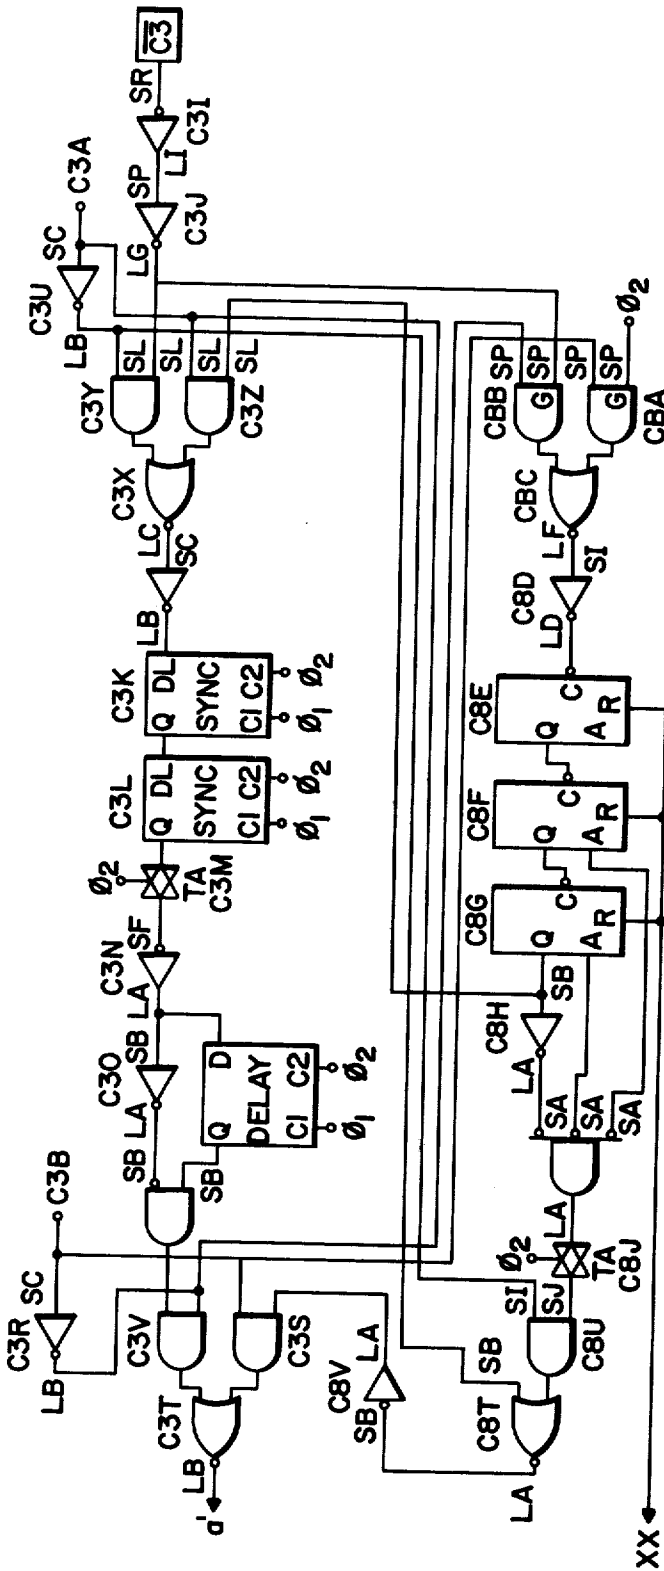 a'
LB
C3T
LB
C3R
SC
C3B
C3V
C3S
SB
LA
C3O
SB
LA
C3N
SF
SB
Q
D
DELAY
C1
C2
Ø1
Ø2
Ø2
TA
C3M
C3L
Q
DL
SYNC
C1
C2
Ø1
Ø2
C3K
Q
DL
SYNC
C1
C2
Ø1
Ø2
LB
SC
LC
C3X
C3Y
SL
SL
C3Z
SL
SL
LB
C3U
SC
C3A
LG
C3J
SP
LI
C3I
SR
C3
XX
LA
C8T
SB
C8V
LA
SB
C8U
SI
SJ
Ø2
TA
C8J
LA
SA
SA
SA
LA
C8H
SB
C8G
Q
C
A
R
C8F
Q
C
A
R
C8E
Q
C
A
R
LD
C8D
SI
LF
CBC
CBB
G
SP
SP
CBA
G
SP
SP
Ø2